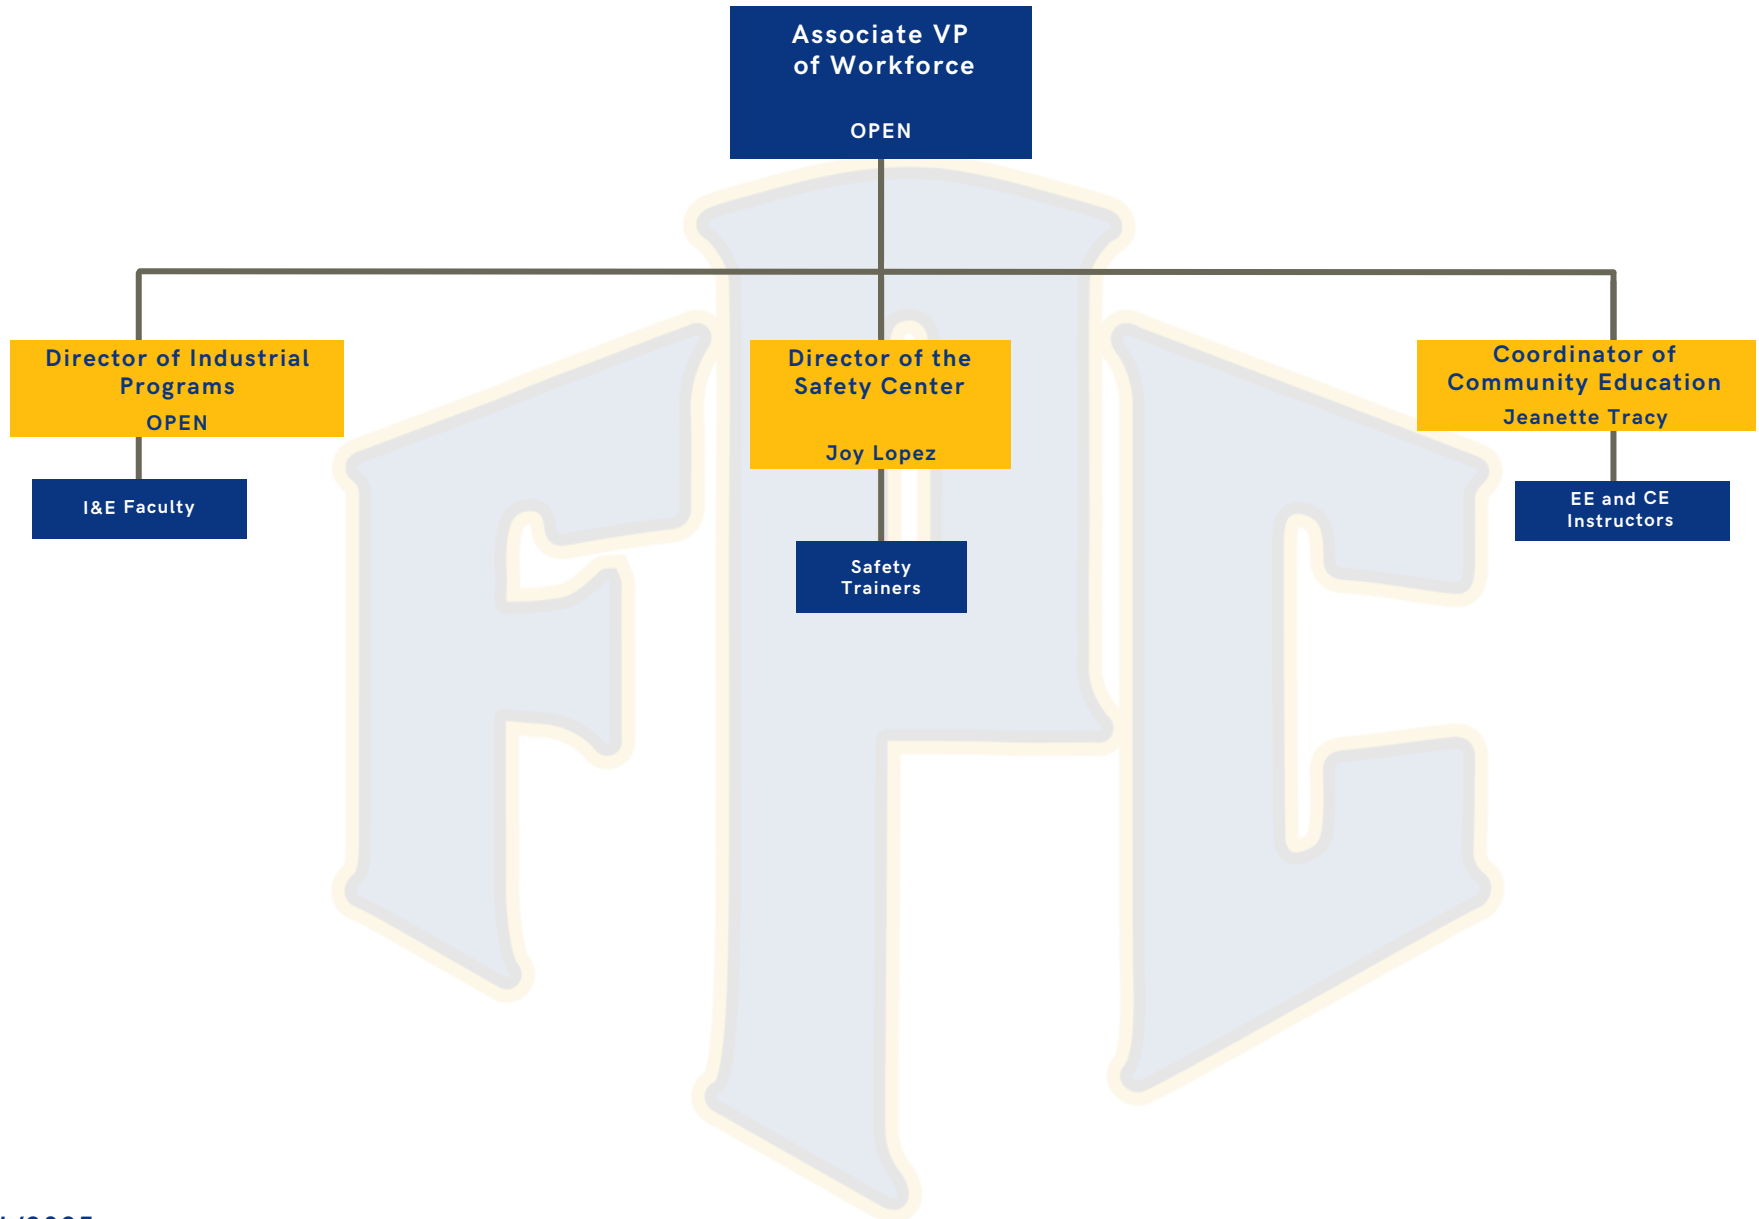 Associate VP
of Workforce
OPEN
Director of Industrial
Programs
OPEN
Director of the
Safety Center
Joy Lopez
Coordinator of
Community Education
Jeanette Tracy
I&E Faculty
EE and CE
Instructors
Safety
Trainers
FPC